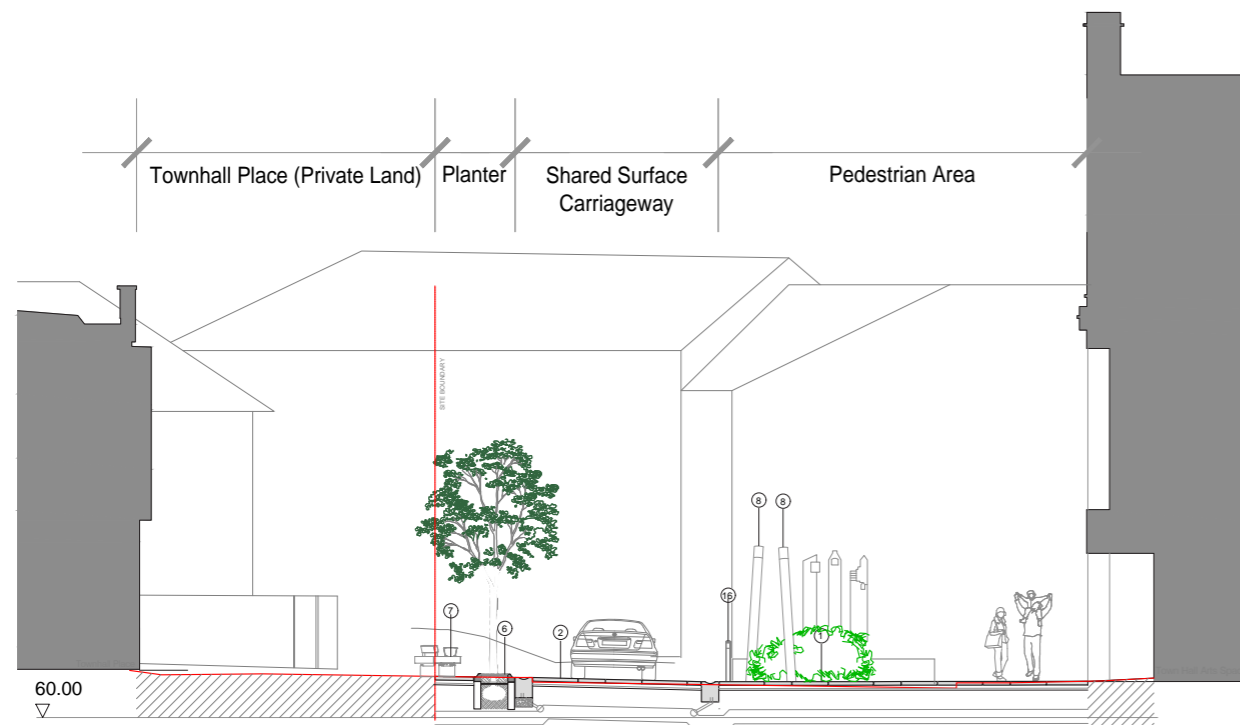 Townhall Place (Private Land)
Planter
Shared Surface
Carriageway
Pedestrian Area
SITE BOUNDARY
8
8
16
7
6
2
1
60.00